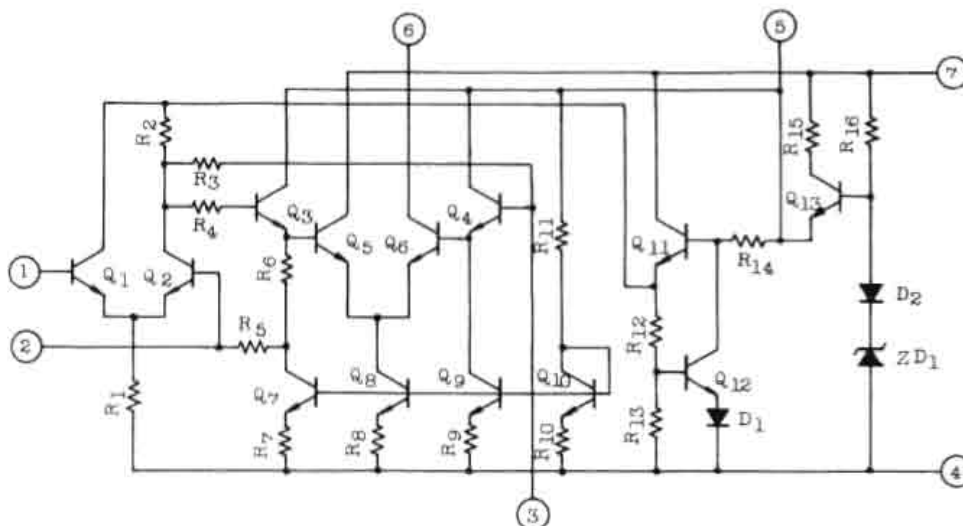 6 5
7
R2 R15 R16
R3
R4 Q3 Q4 R11 Q13
Q5 Q6 Q11 R14
1 Q1 Q2 R6 D2
2 R5 R12
ZD1
R1 Q7 Q8 Q9 Q10 Q12
R13 D1
R7 R8 R9 R10
4
3